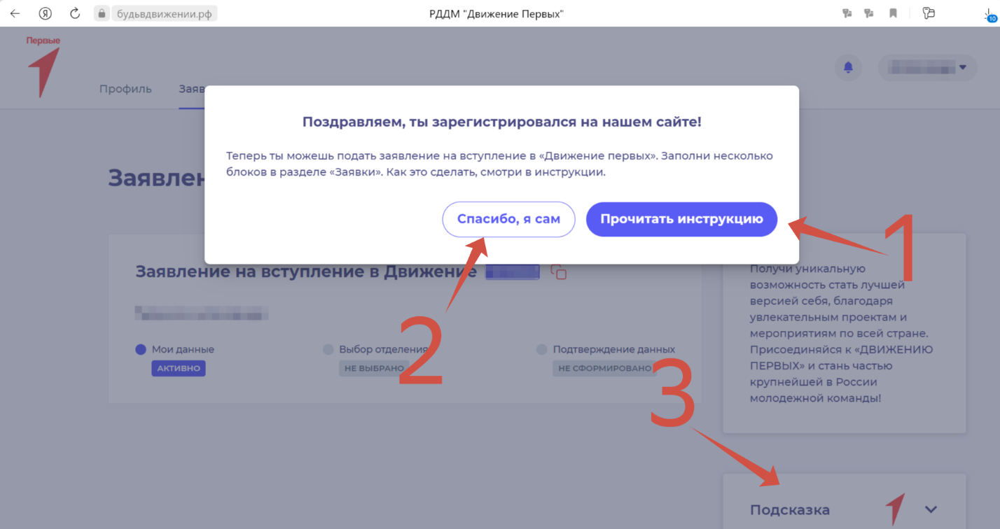 будьвдвижении.рф
РДДМ "Движение Первых"
10
Первые
Профиль
Заяв
Поздравляем, ты зарегистрировался на нашем сайте!
Теперь ты можешь подать заявление на вступление в «Движение первых». Заполни несколько
блоков в разделе «Заявки». Как это сделать, смотри в инструкции.
Спасибо, я сам
Прочитать инструкцию
1
2
3
Заявлен
Заявление на вступление в Движение
Мои данные
АКТИВНО
Выбор отделения
НЕ ВЫБРАНО
Подтверждение данных
НЕ СФОРМИРОВАНО
Получи уникальную
возможность стать лучшей
версией себя, благодаря
увлекательным проектам и
мероприятиям по всей стране.
Присоединяйся к «ДВИЖЕНИЮ
ПЕРВЫХ» и стань частью
крупнейшей в России
молодежной команды!
Подсказка